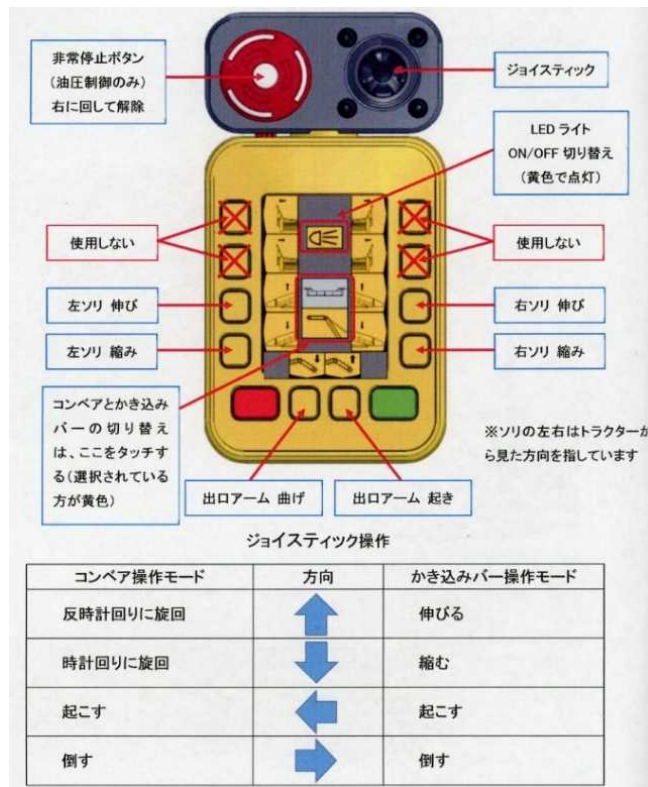 非常停止ボタン
(油圧制御のみ)
右に回して解除
ジョイスティック
LED ライト
ON/OFF 切り替え
(黄色で点灯)
使用しない
使用しない
左ソリ 伸び
右ソリ 伸び
左ソリ 縮み
右ソリ 縮み
コンベアとかき込み
バーの切り替え
は、ここをタッチす
る(選択されている
方が黄色)
出口アーム 曲げ
出口アーム 起き
※ソリの左右はトラクターか
ら見た方向を指しています
ジョイスティック操作
コンベア操作モード 方向 かき込みバー操作モード
反時計回りに旋回 伸びる
時計回りに旋回 縮む
起こす 起こす
倒す 倒す